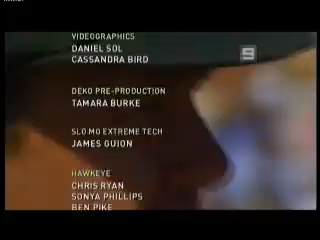 VIDEOGRAPHICS
DANIEL SOL
CASSANDRA BIRD
DEKO PRE-PRODUCTION
TAMARA BURKE
SLO MO EXTREME TECH
JAMES GUION
HAWKEYE
CHRIS RYAN
SONYA PHILLIPS
BEN PIKE